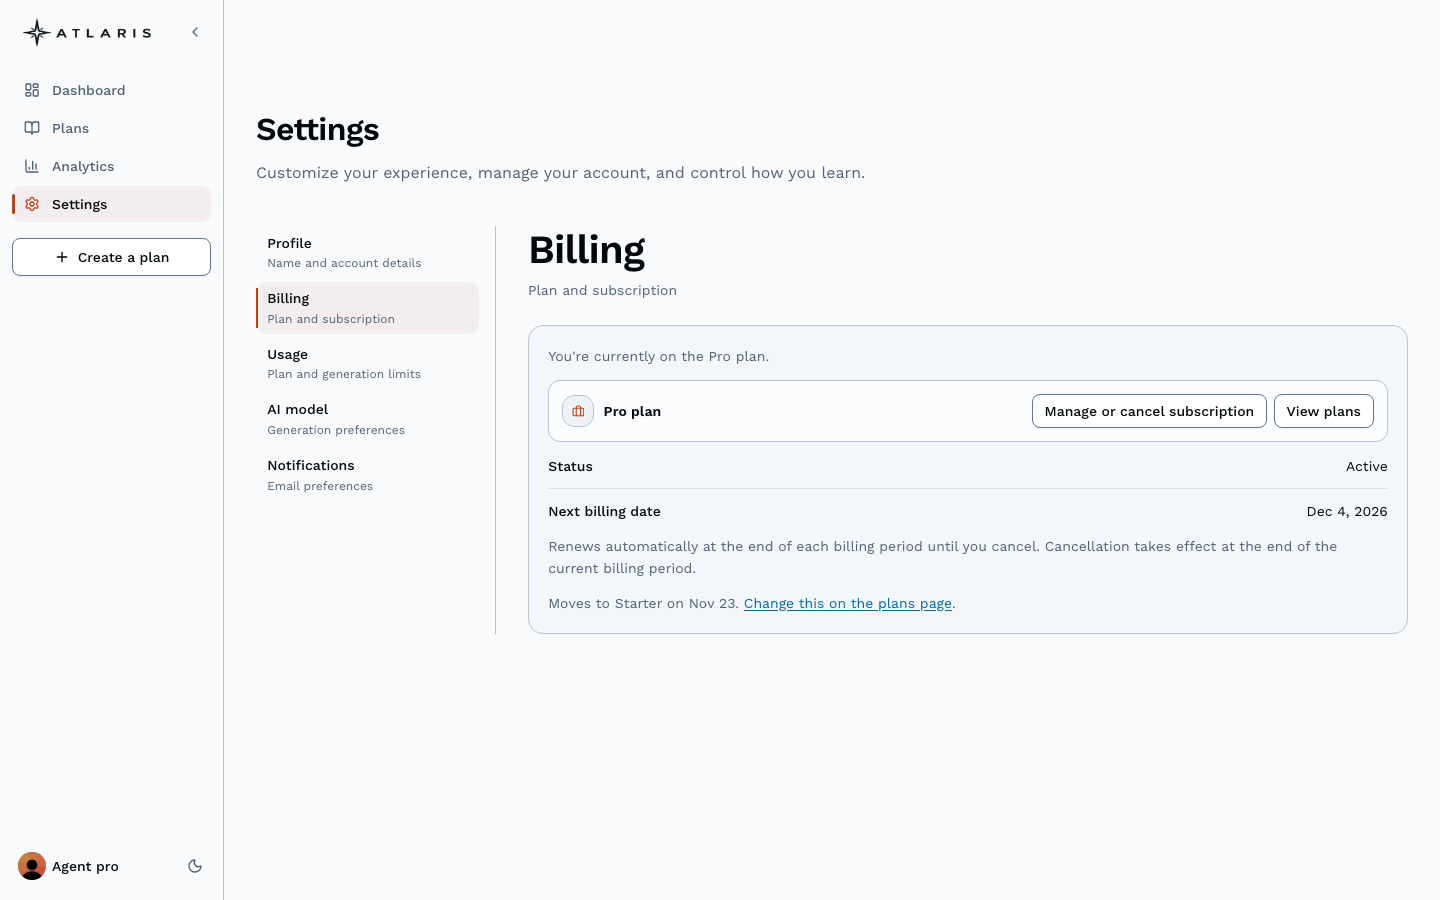 ATLARIS
Dashboard
Plans
Analytics
Settings
Create a plan
Agent pro
Settings
Customize your experience, manage your account, and control how you learn.
Profile
Name and account details
Billing
Plan and subscription
Usage
Plan and generation limits
AI model
Generation preferences
Notifications
Email preferences
Billing
Plan and subscription
You're currently on the Pro plan.
Pro plan
Manage or cancel subscription
View plans
Status
Active
Next billing date
Dec 4, 2026
Renews automatically at the end of each billing period until you cancel. Cancellation takes effect at the end of the
current billing period.
Moves to Starter on Nov 23. Change this on the plans page.